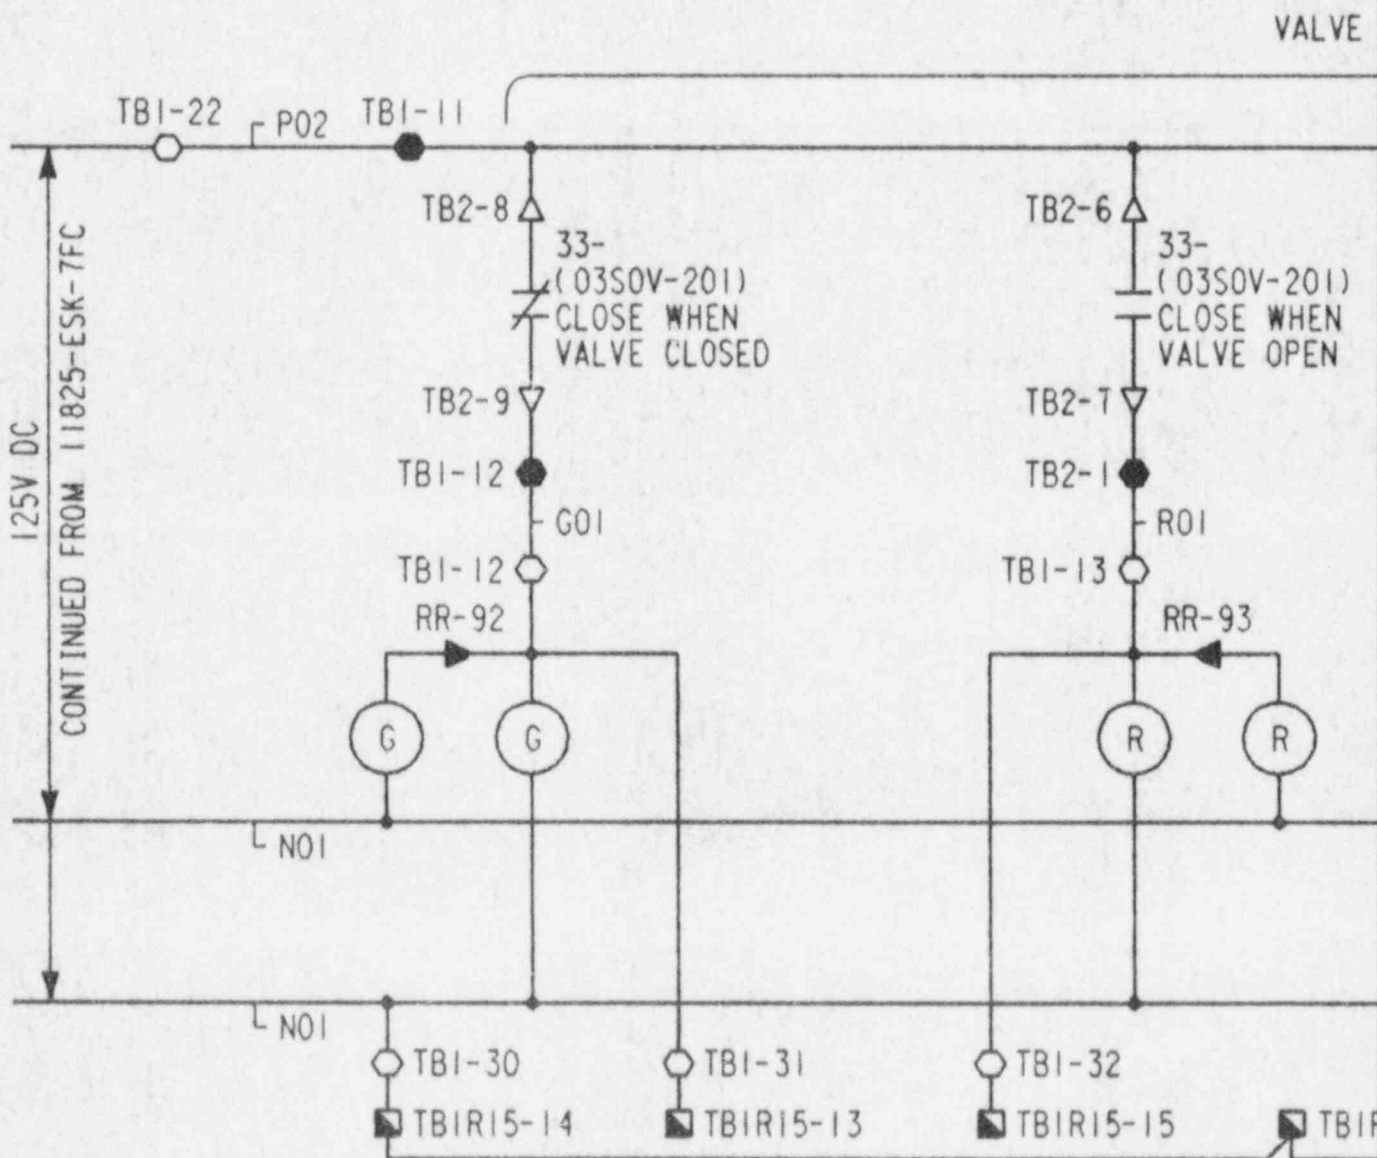 VALVE
TB1-22
P02
TB1-11
TB2-8
33-
(03SOV-201)
CLOSE WHEN
VALVE CLOSED
TB2-6
33-
(03SOV-201)
CLOSE WHEN
VALVE OPEN
125V DC
CONTINUED FROM 11825-ESK-7FC
TB2-9
TB2-7
TB1-12
TB2-1
G01
R01
TB1-12
TB1-13
RR-92
RR-93
G
G
R
R
N01
N01
TB1-30
TB1-31
TB1-32
TB1R15-14
TB1R15-13
TB1R15-15